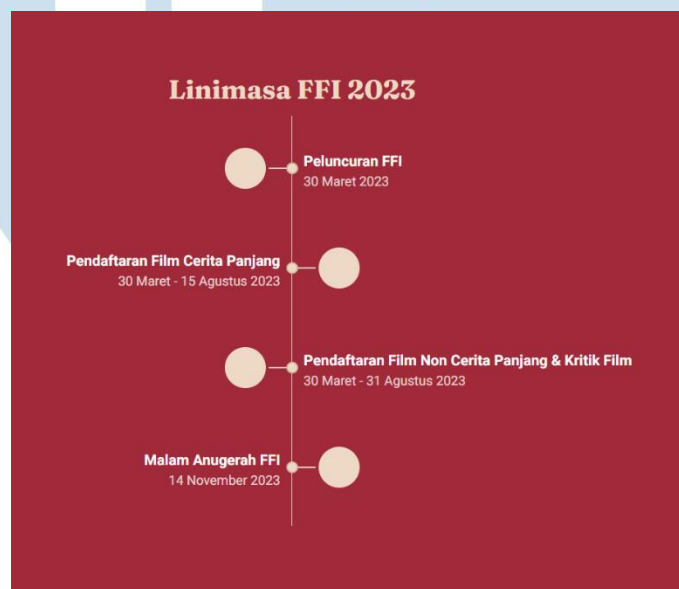 Linimasa FFI 2023
Peluncuran FFI
30 Maret 2023
Pendaftaran Film Cerita Panjang
30 Maret - 15 Agustus 2023
Pendaftaran Film Non Cerita Panjang & Kritik Film
30 Maret - 31 Agustus 2023
Malam Anugerah FFI
14 November 2023